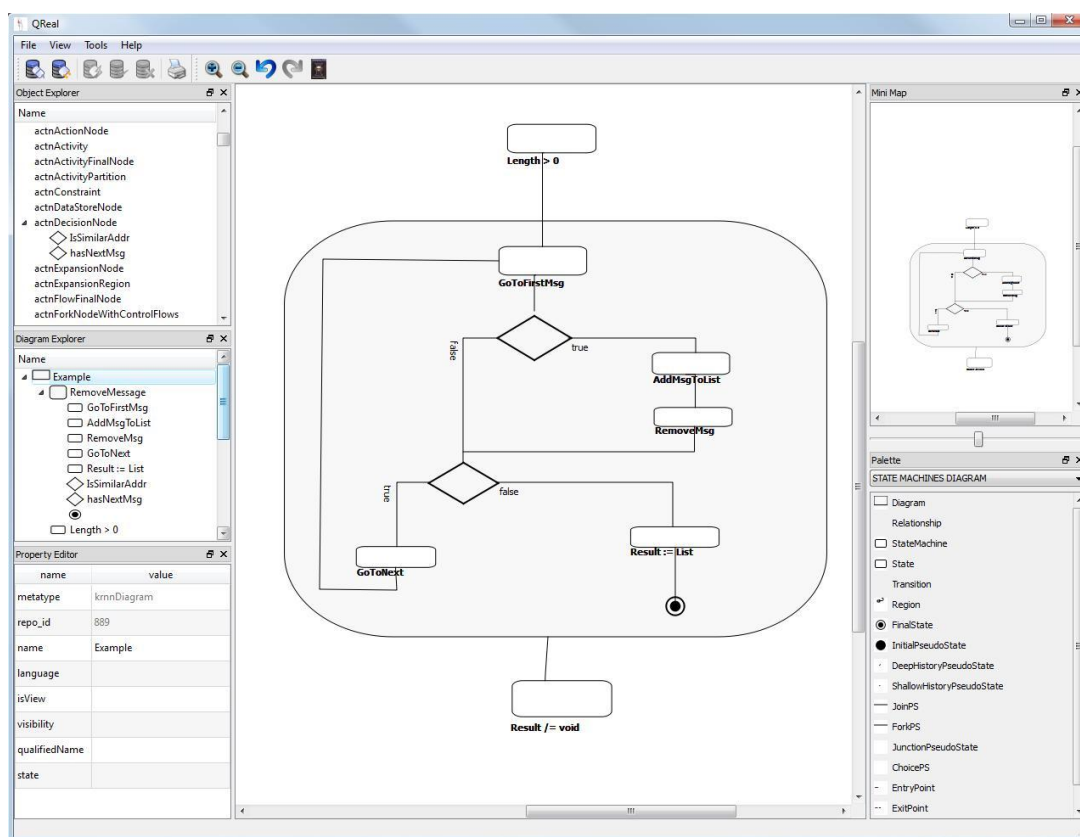 QReal
File View Tools Help
Object Explorer
Name
actnActionNode
actnActivity
actnActivityFinalNode
actnActivityPartition
actnConstraint
actnDataStoreNode
actnDecisionNode
IsSimilarAddr
hasNextMsg
actnExpansionNode
actnExpansionRegion
actnFlowFinalNode
actnForkNodeWithControlFlows
Diagram Explorer
Name
Example
RemoveMessage
GoToFirstMsg
AddMsgToList
RemoveMsg
GoToNext
Result := List
IsSimilarAddr
hasNextMsg
Length > 0
Property Editor
name value
metatype krnnDiagram
repo_id 889
name Example
language
isView
visibility
qualifiedName
state
Length > 0
GoToFirstMsg
false
true
AddMsgToList
RemoveMsg
true
false
Result := List
GoToNext
Result /= void
Mini Map
Palette
STATE MACHINES DIAGRAM
Diagram
Relationship
StateMachine
State
Transition
Region
FinalState
InitialPseudoState
DeepHistoryPseudoState
ShallowHistoryPseudoState
JoinPS
ForkPS
JunctionPseudoState
ChoicePS
EntryPoint
ExitPoint